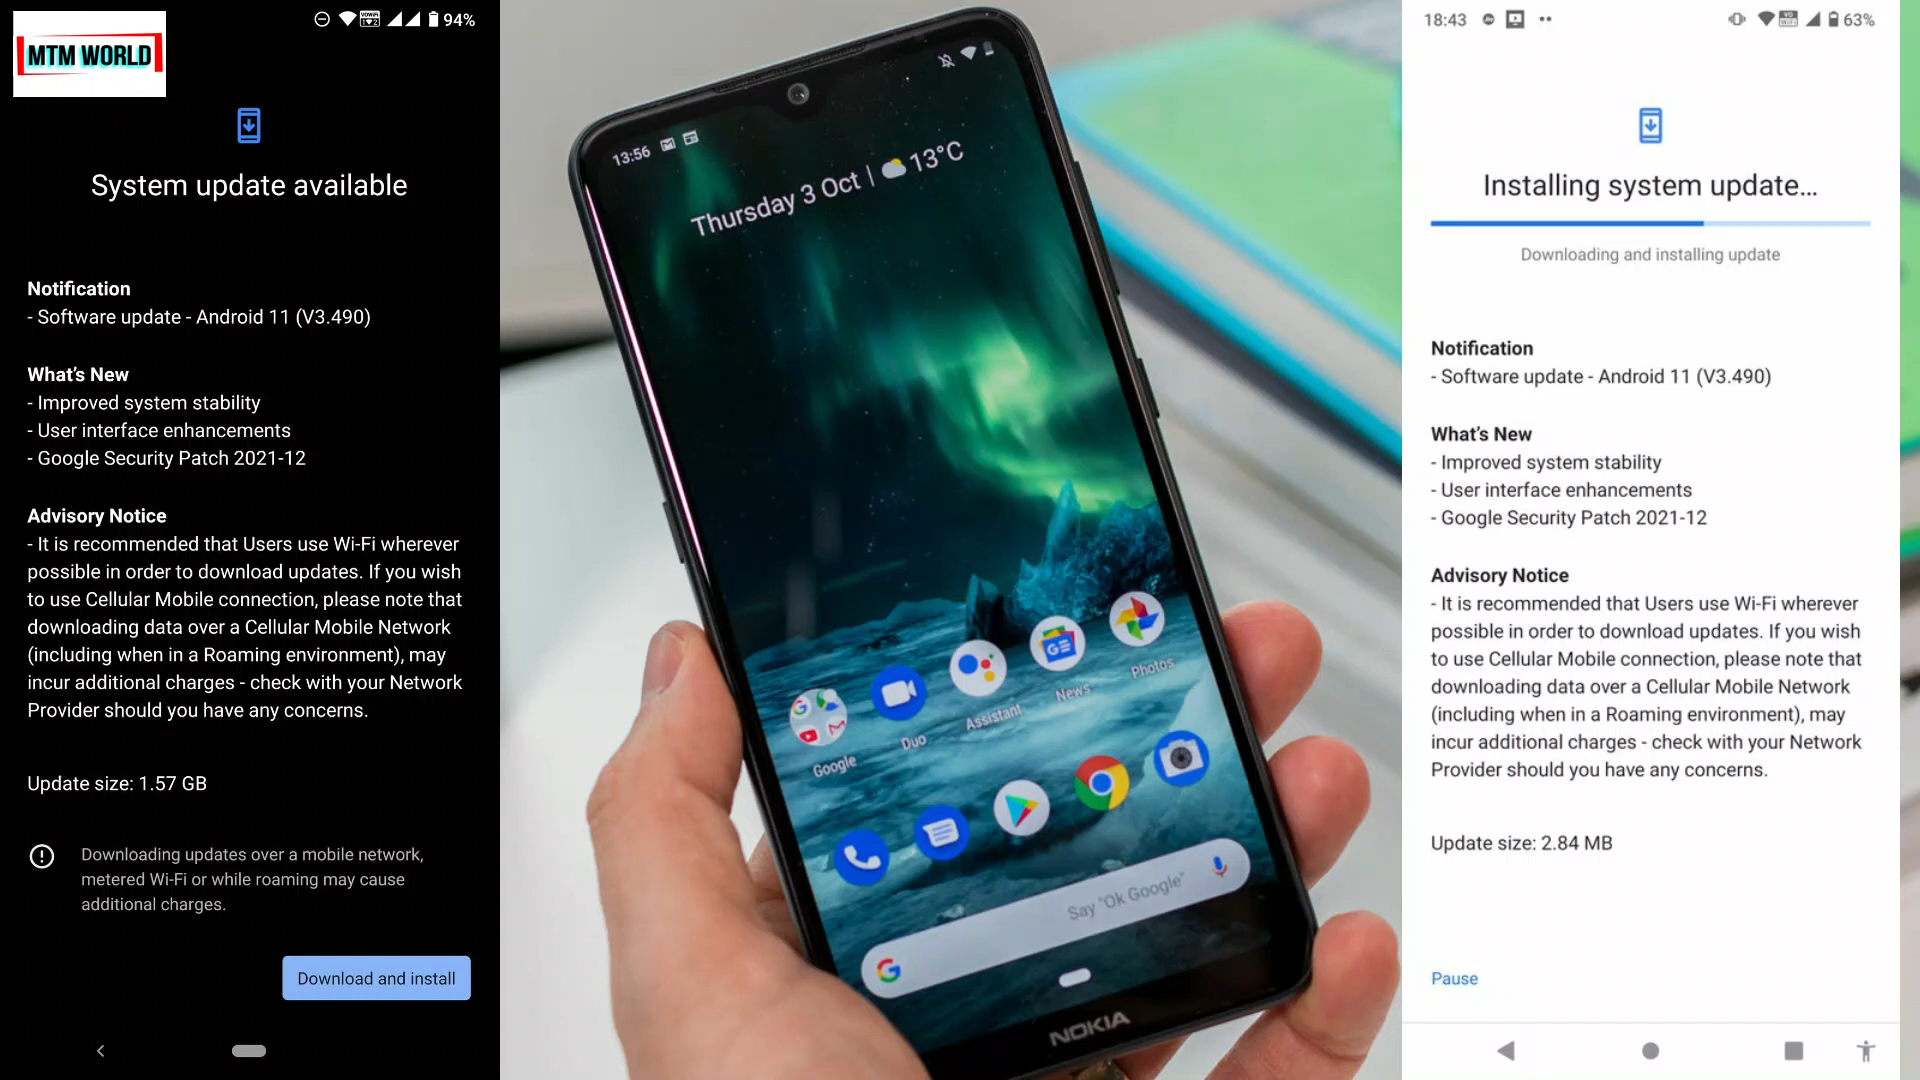 94%
MTM WORLD
System update available
Notification
- Software update - Android 11 (V3.490)
What's New
- Improved system stability
- User interface enhancements
- Google Security Patch 2021-12
Advisory Notice
- It is recommended that Users use Wi-Fi wherever
possible in order to download updates. If you wish
to use Cellular Mobile connection, please note that
downloading data over a Cellular Mobile Network
(including when in a Roaming environment), may
incur additional charges - check with your Network
Provider should you have any concerns.
Update size: 1.57 GB
Downloading updates over a mobile network,
metered Wi-Fi or while roaming may cause
additional charges.
Download and install
13:56
Thursday 3 Oct | 13°C
Google Duo Assistant News Photos
Say "Ok Google"
NOKIA
18:43 63%
Installing system update...
Downloading and installing update
Notification
- Software update - Android 11 (V3.490)
What's New
- Improved system stability
- User interface enhancements
- Google Security Patch 2021-12
Advisory Notice
- It is recommended that Users use Wi-Fi wherever
possible in order to download updates. If you wish
to use Cellular Mobile connection, please note that
downloading data over a Cellular Mobile Network
(including when in a Roaming environment), may
incur additional charges - check with your Network
Provider should you have any concerns.
Update size: 2.84 MB
Pause